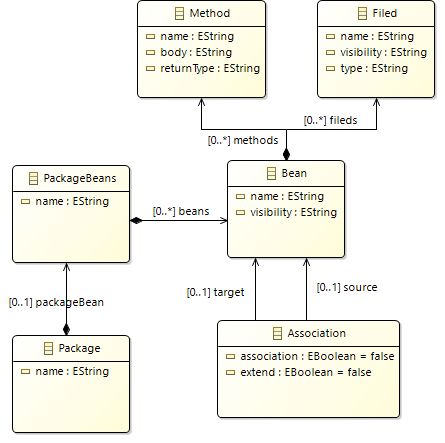 Method
name : EString
body : EString
returnType : EString
Filed
name : EString
visibility : EString
type : EString
[0..*] fileds
[0..*] methods
PackageBeans
name : EString
[0..*] beans
Bean
name : EString
visibility : EString
[0..1] target
[0..1] source
[0..1] packageBean
Package
name : EString
Association
association : EBoolean = false
extend : EBoolean = false